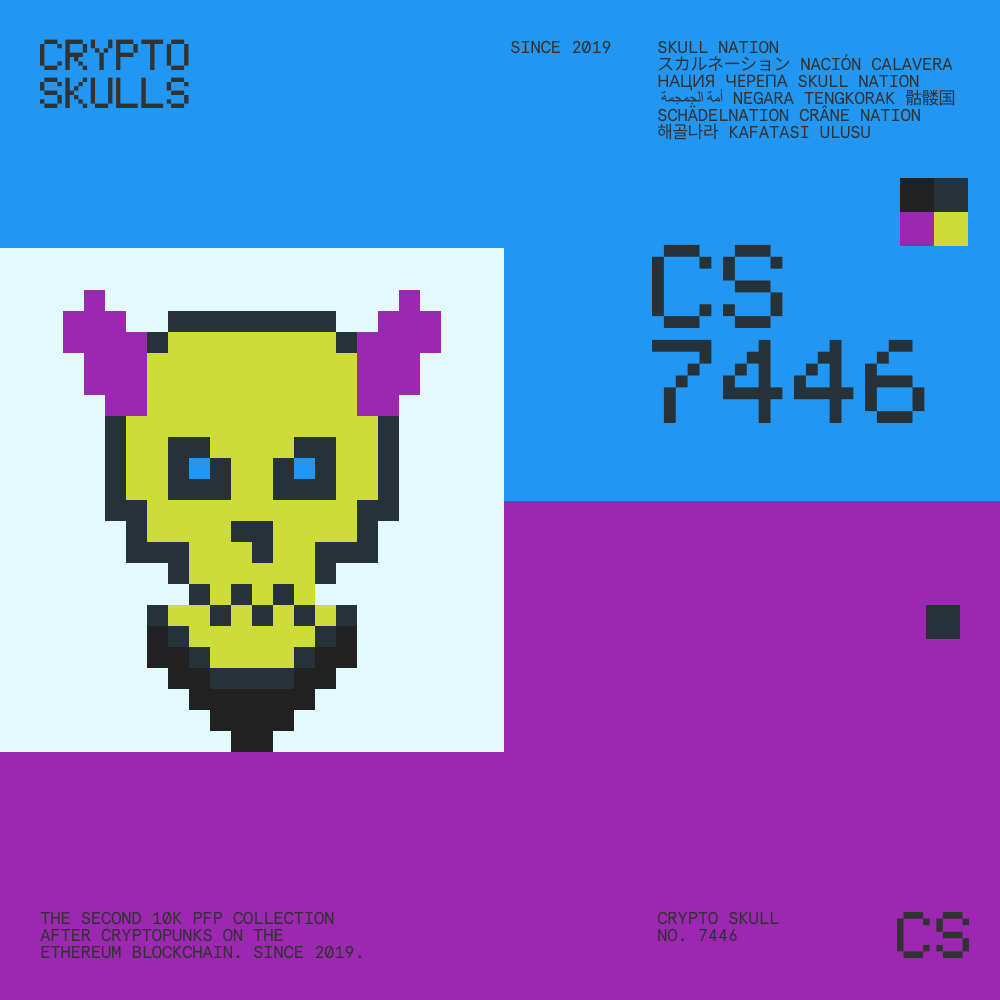 CRYPTO
SKULLS
SINCE 2019
SKULL NATION
スカルネーション NACIÓN CALAVERA
НАЦИЯ ЧЕРЕПА SKULL NATION
أمة الجمجمة NEGARA TENGKORAK 骷髅国
SCHÄDELNATION CRÂNE NATION
해골나라 KAFATASI ULUSU
CS
7446
THE SECOND 10K PFP COLLECTION
AFTER CRYPTOPUNKS ON THE
ETHEREUM BLOCKCHAIN. SINCE 2019.
CRYPTO SKULL
NO. 7446
CS